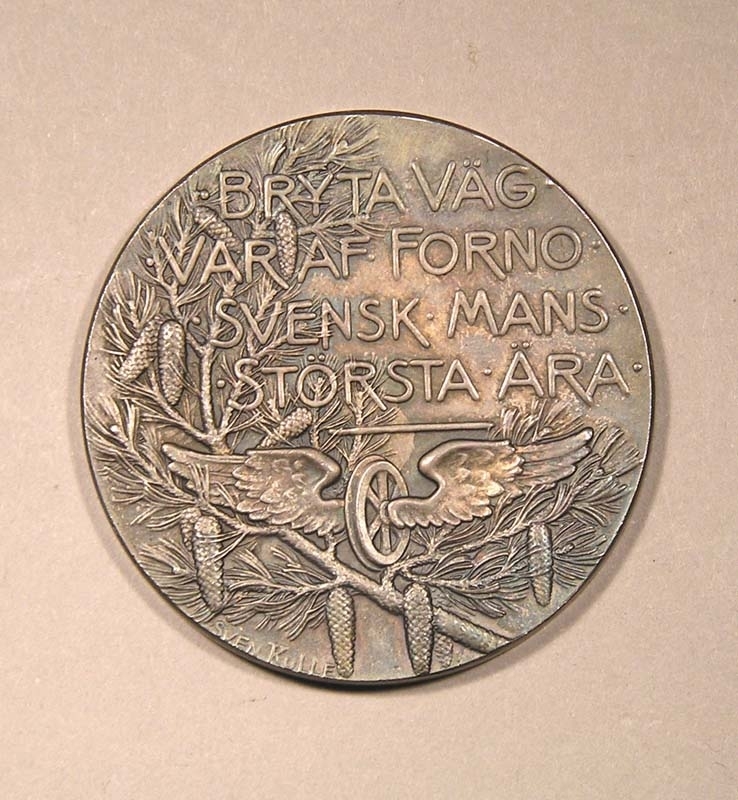 ·BRYTA VÄG
·VAR·AF·FORNO·
·SVENSK·MANS·
·STÖRSTA·ÄRA·
SVEN KULLE